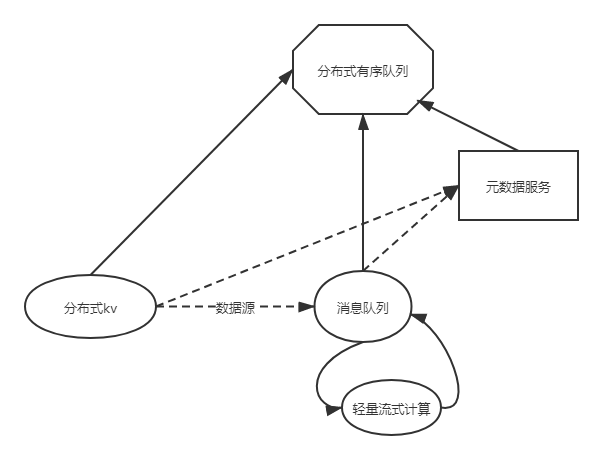 分布式有序队列
元数据服务
分布式kv
数据源
消息队列
轻量流式计算